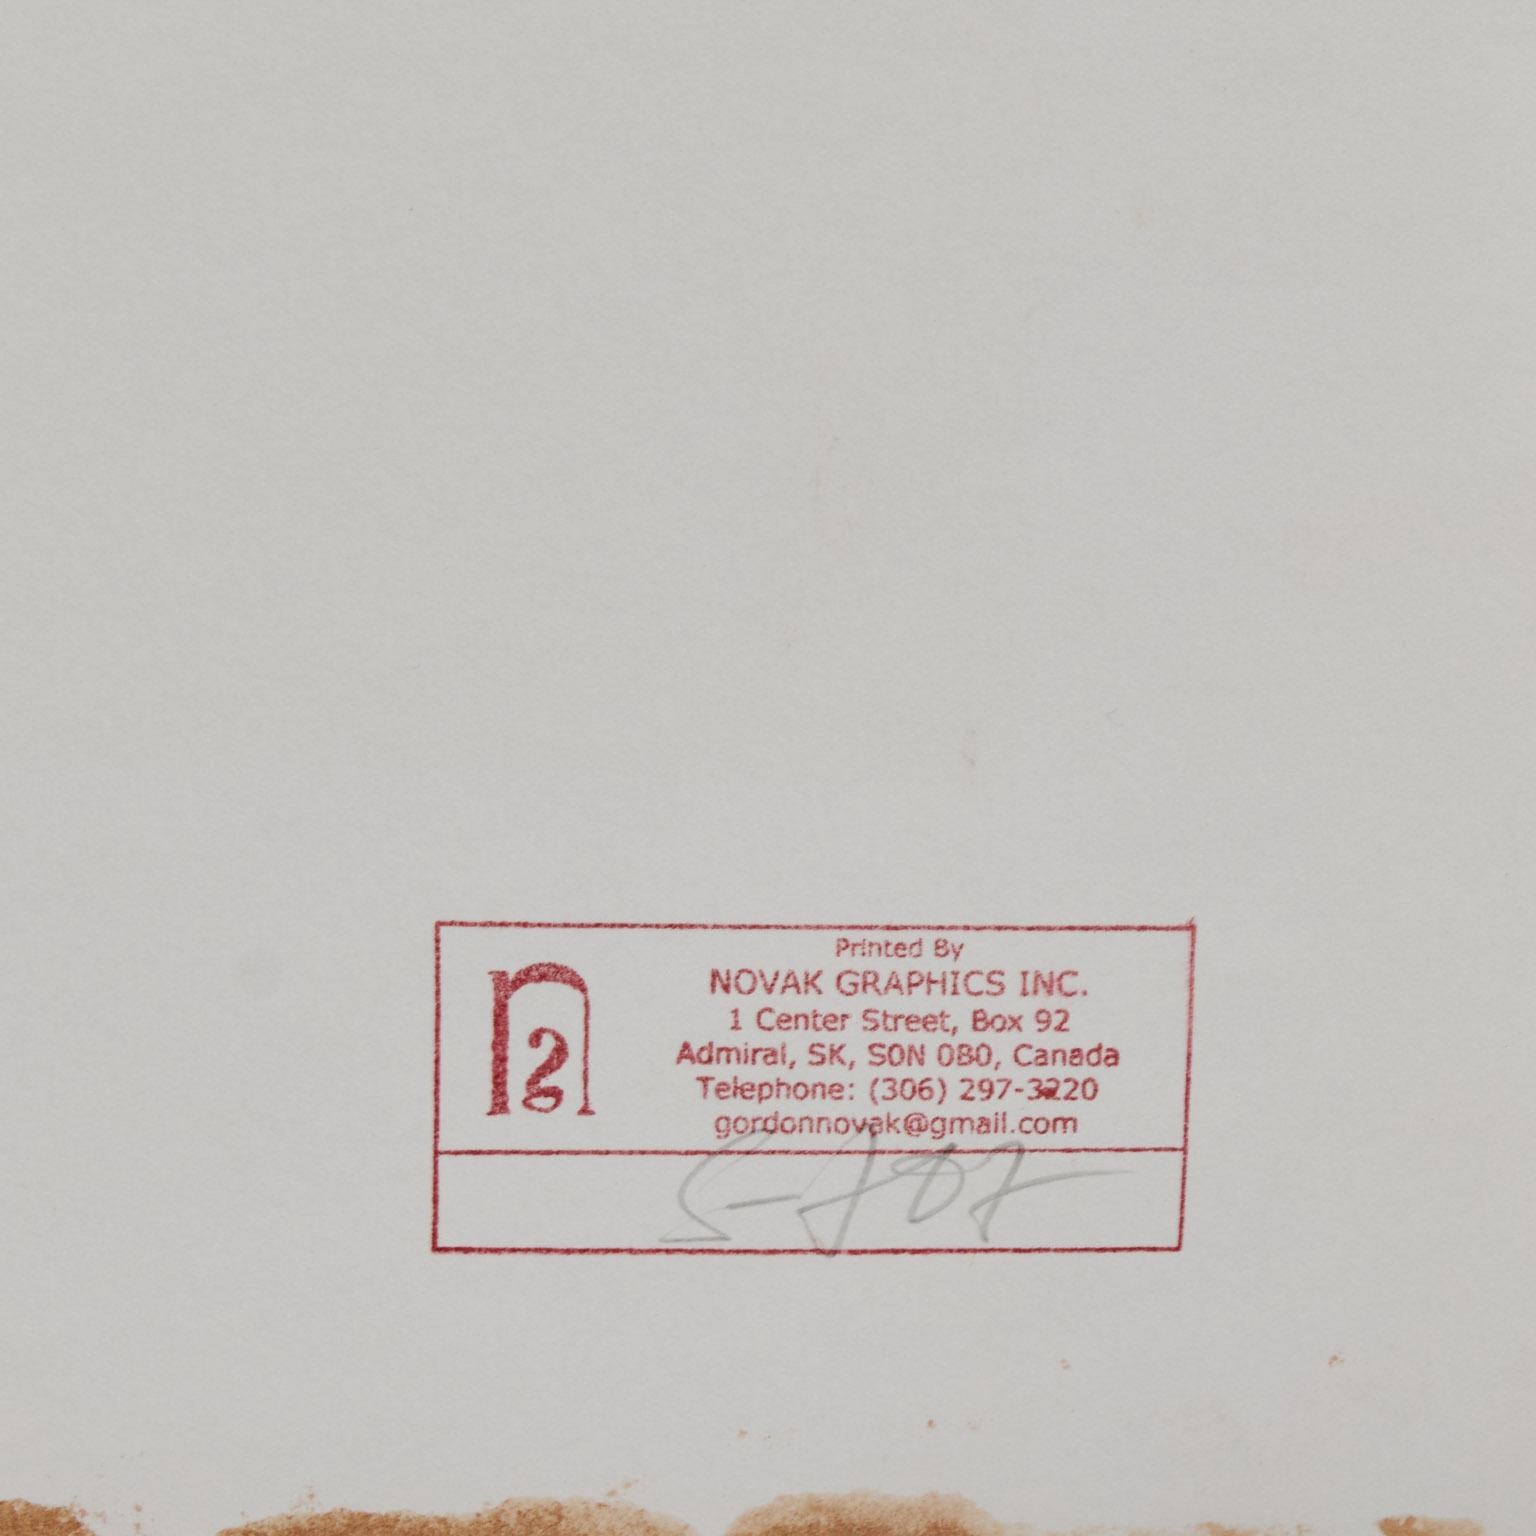 Printed By
NOVAK GRAPHICS INC.
1 Center Street, Box 92
Admiral, SK, S0N 0B0, Canada
Telephone: (306) 297-3220
gordonnovak@gmail.com